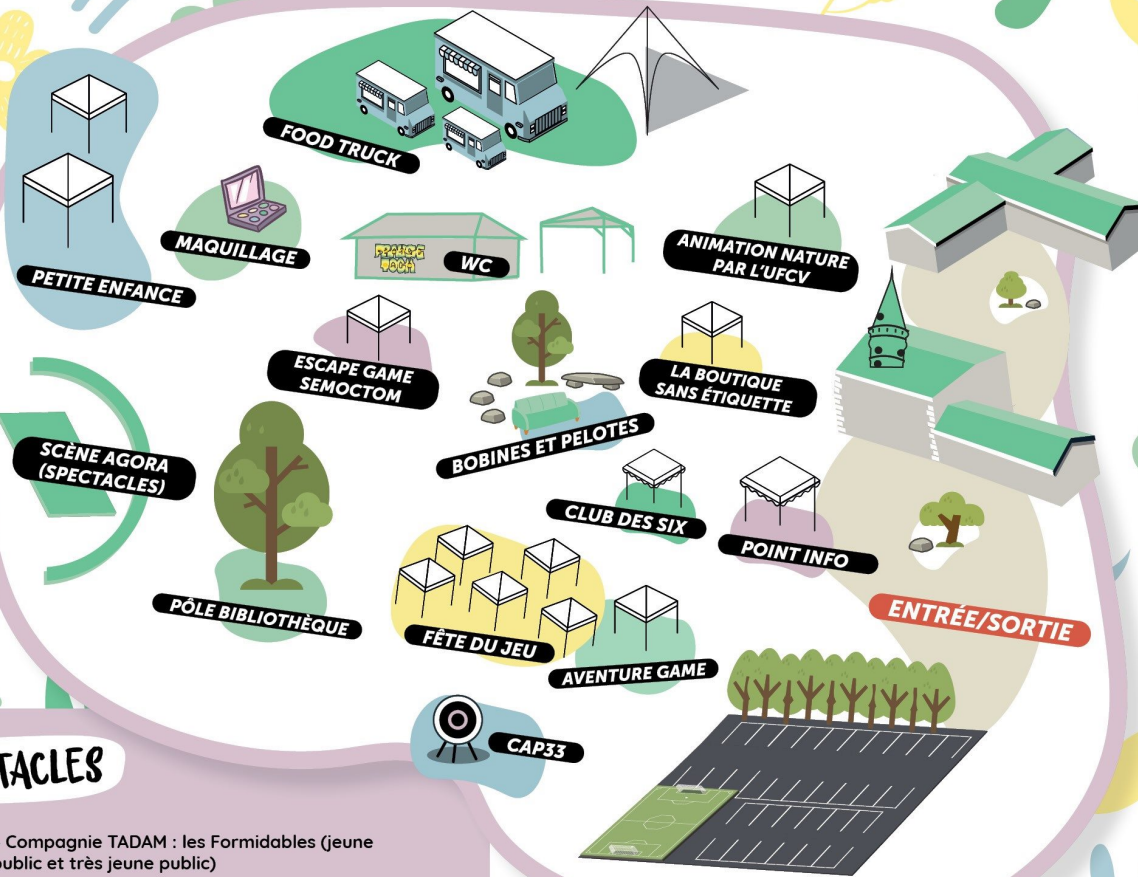 FOOD TRUCK
MAQUILLAGE
PETITE ENFANCE
WC
ANIMATION NATURE
PAR L'UFCV
ESCAPE GAME
SEMOCTOM
LA BOUTIQUE
SANS ÉTIQUETTE
BOBINES ET PELOTES
SCÈNE AGORA
(SPECTACLES)
CLUB DES SIX
POINT INFO
PÔLE BIBLIOTHÈQUE
FÊTE DU JEU
AVENTURE GAME
ENTRÉE/SORTIE
CAP33
TACLES
Compagnie TADAM : les Formidables (jeune
public et très jeune public)